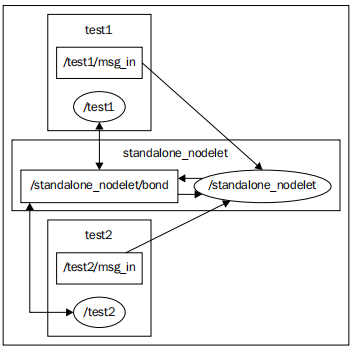 test1
/test1/msg_in
/test1
standalone_nodelet
/standalone_nodelet/bond
/standalone_nodelet
test2
/test2/msg_in
/test2